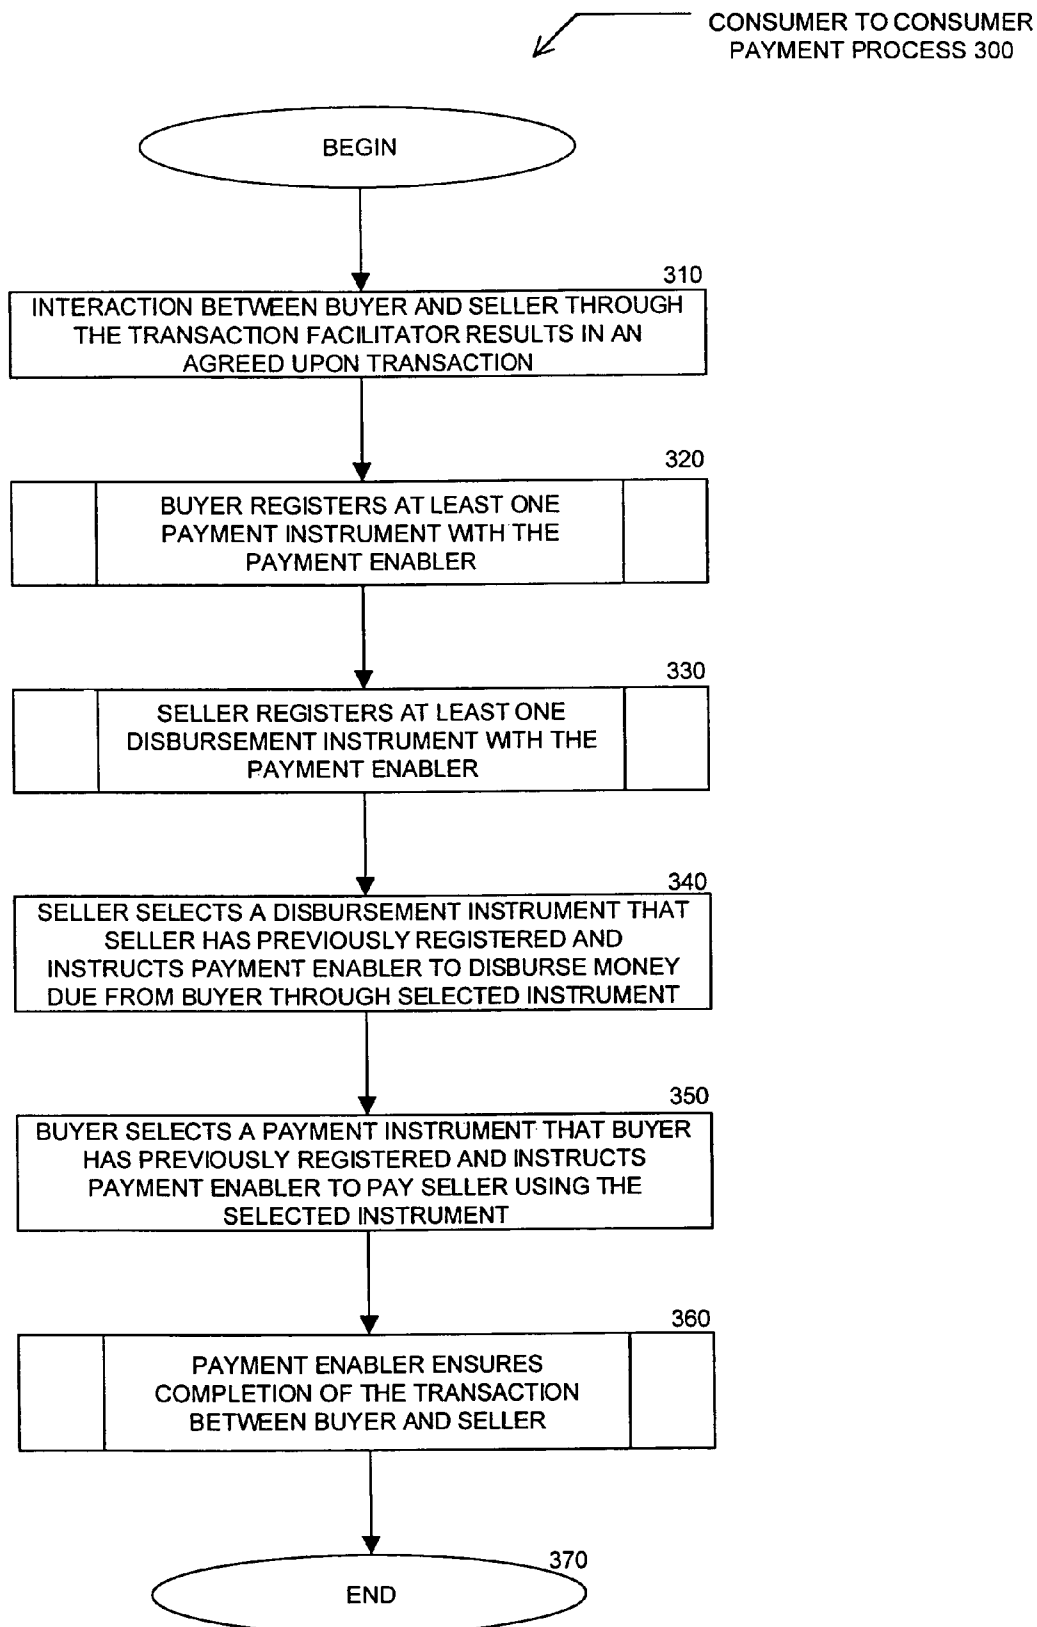 CONSUMER TO CONSUMER
PAYMENT PROCESS 300
BEGIN
310
INTERACTION BETWEEN BUYER AND SELLER THROUGH
THE TRANSACTION FACILITATOR RESULTS IN AN
AGREED UPON TRANSACTION
320
BUYER REGISTERS AT LEAST ONE
PAYMENT INSTRUMENT WITH THE
PAYMENT ENABLER
330
SELLER REGISTERS AT LEAST ONE
DISBURSEMENT INSTRUMENT WITH THE
PAYMENT ENABLER
340
SELLER SELECTS A DISBURSEMENT INSTRUMENT THAT
SELLER HAS PREVIOUSLY REGISTERED AND
INSTRUCTS PAYMENT ENABLER TO DISBURSE MONEY
DUE FROM BUYER THROUGH SELECTED INSTRUMENT
350
BUYER SELECTS A PAYMENT INSTRUMENT THAT BUYER
HAS PREVIOUSLY REGISTERED AND INSTRUCTS
PAYMENT ENABLER TO PAY SELLER USING THE
SELECTED INSTRUMENT
360
PAYMENT ENABLER ENSURES
COMPLETION OF THE TRANSACTION
BETWEEN BUYER AND SELLER
370
END